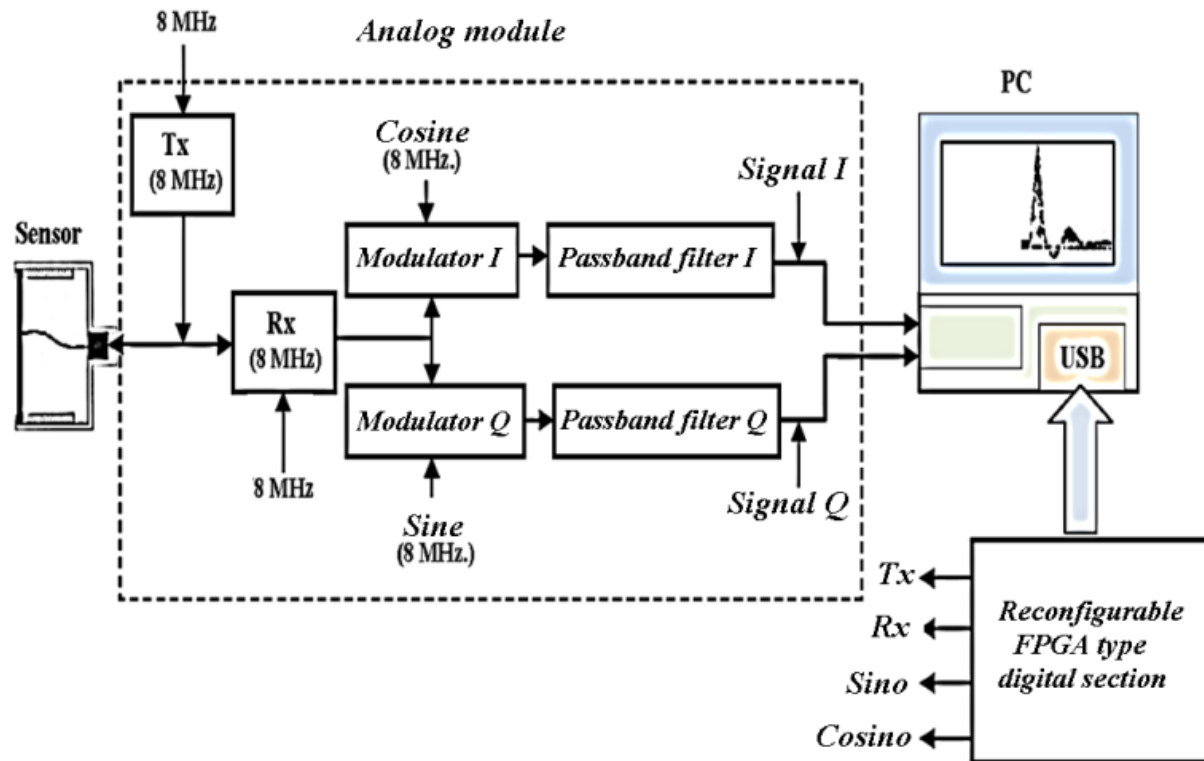 8 MHz
Analog module
PC
Tx
(8 MHz)
Cosine
(8 MHz.)
Signal I
Sensor
Modulator I
Passband filter I
Rx
(8 MHz)
USB
Modulator Q
Passband filter Q
8 MHz
Signal Q
Sine
(8 MHz.)
Tx
Rx
Sino
Cosino
Reconfigurable
FPGA type
digital section